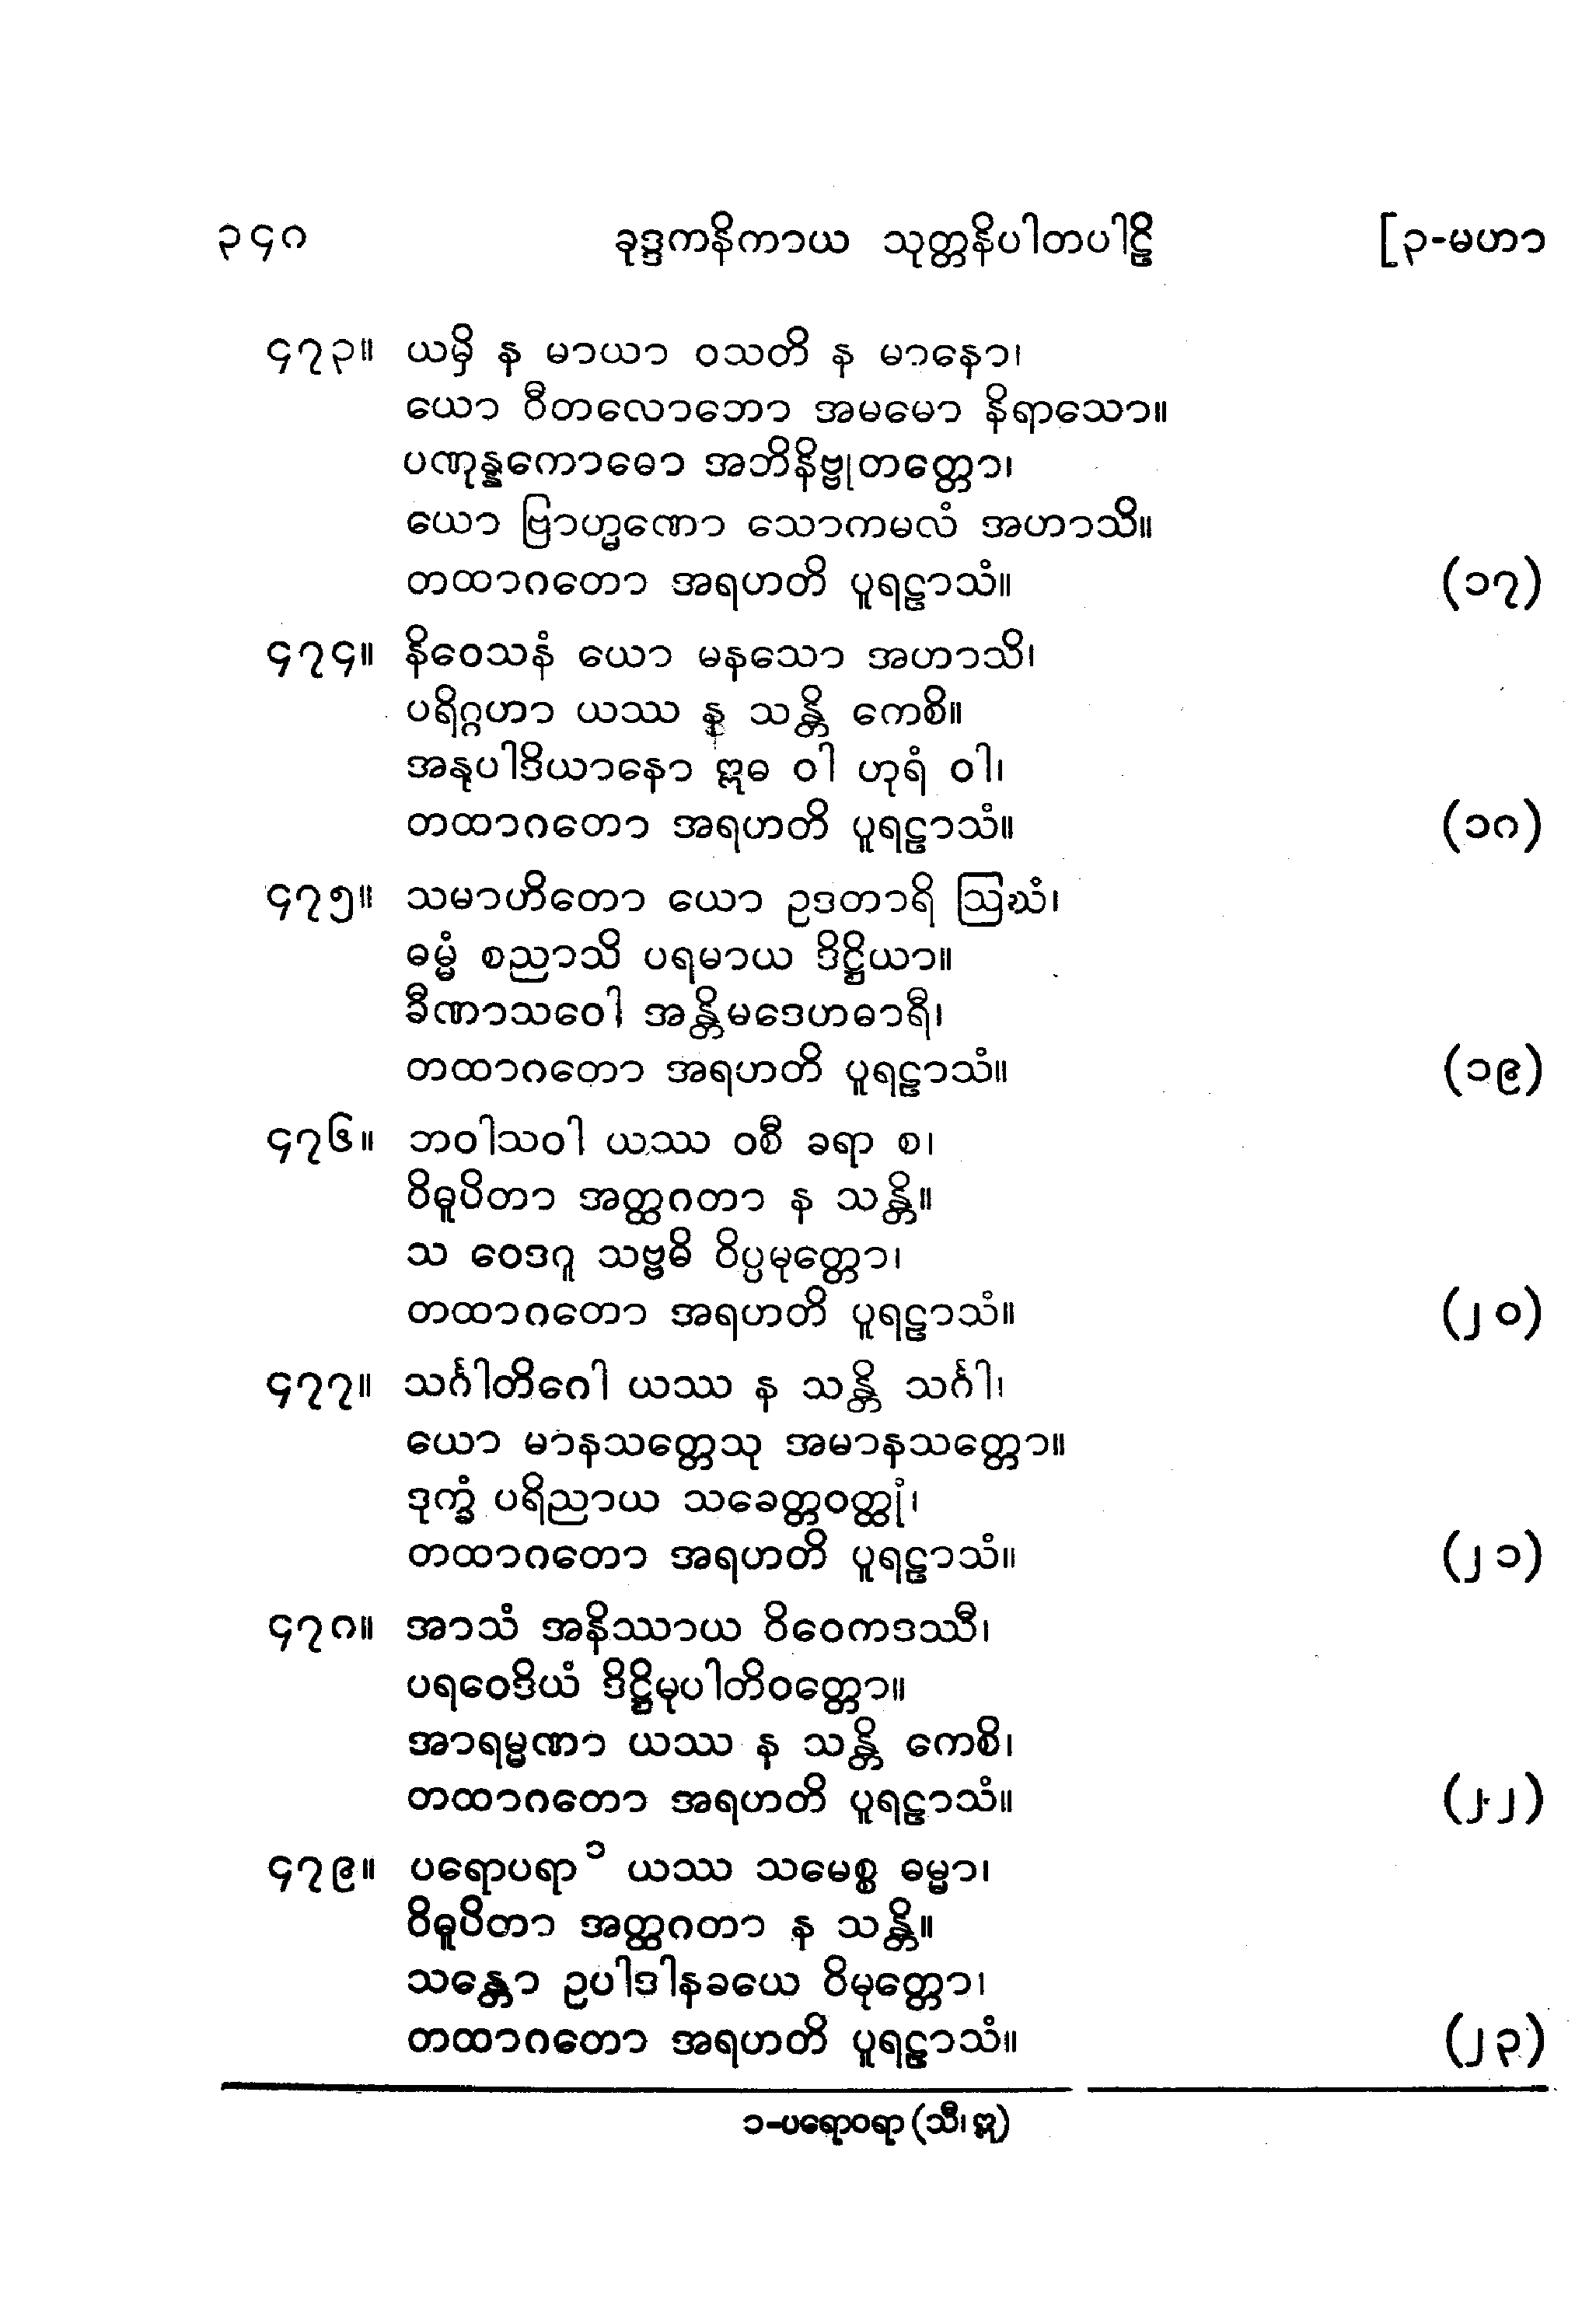 ၃၄၈ ခုဒ္ဒကနိကာယ သုတ္တနိပါတပါဠိ [၃-မဟာ
၄၇၃။ ယမှိ န မာယာ ဝသတိ န မာနော၊
ယော ဝီတလောဘော အမမော နိရာသော။
ပဏုန္နကောဓော အဘိနိဗ္ဗုတတ္တော၊
ယော ဗြာဟ္မဏော သောကမလံ အဟာသိ။
တထာဂတော အရဟတိ ပူရဠာသံ။ (၁၇)
၄၇၄။ နိဝေသနံ ယော မနသော အဟာသိ၊
ပရိဂ္ဂဟာ ယဿ န သန္တိ ကေစိ။
အနုပါဒိယာနော ဣဓ ဝါ ဟုရံ ဝါ၊
တထာဂတော အရဟတိ ပူရဠာသံ။ (၁၈)
၄၇၅။ သမာဟိတော ယော ဥဒတာရိ ဩဃံ၊
ဓမ္မံ စညာသိ ပရမာယ ဒိဋ္ဌိယာ။
ခီဏာသဝေါ အန္တိမဒေဟဓာရီ၊
တထာဂတော အရဟတိ ပူရဠာသံ။ (၁၉)
၄၇၆။ ဘဝါသဝါ ယဿ ဝစီ ခရာ စ၊
ဝိဓူပိတာ အတ္ထဂတာ န သန္တိ။
သ ဝေဒဂူ သဗ္ဗဓိ ဝိပ္ပမုတ္တော၊
တထာဂတော အရဟတိ ပူရဠာသံ။ (၂၀)
၄၇၇။ သင်္ဂါတိဂေါ ယဿ န သန္တိ သင်္ဂါ၊
ယော မာနသတ္တေသု အမာနသတ္တော။
ဒုက္ခံ ပရိညာယ သခေတ္တဝတ္ထုံ၊
တထာဂတော အရဟတိ ပူရဠာသံ။ (၂၁)
၄၇၈။ အာသံ အနိဿာယ ဝိဝေကဒဿီ၊
ပရဝေဒိယံ ဒိဋ္ဌိမုပါတိဝတ္တော။
အာရမ္မဏာ ယဿ န သန္တိ ကေစိ၊
တထာဂတော အရဟတိ ပူရဠာသံ။ (၂၂)
၄၇၉။ ပရောပရာ ၁ ယဿ သမေစ္စ ဓမ္မာ၊
ဝိဓူပိတာ အတ္ထဂတာ န သန္တိ။
သန္တော ဥပါဒါနခယေ ဝိမုတ္တော၊
တထာဂတော အရဟတိ ပူရဠာသံ။ (၂၃)
၁-ပရောဝရာ (သီ၊ ဣ)